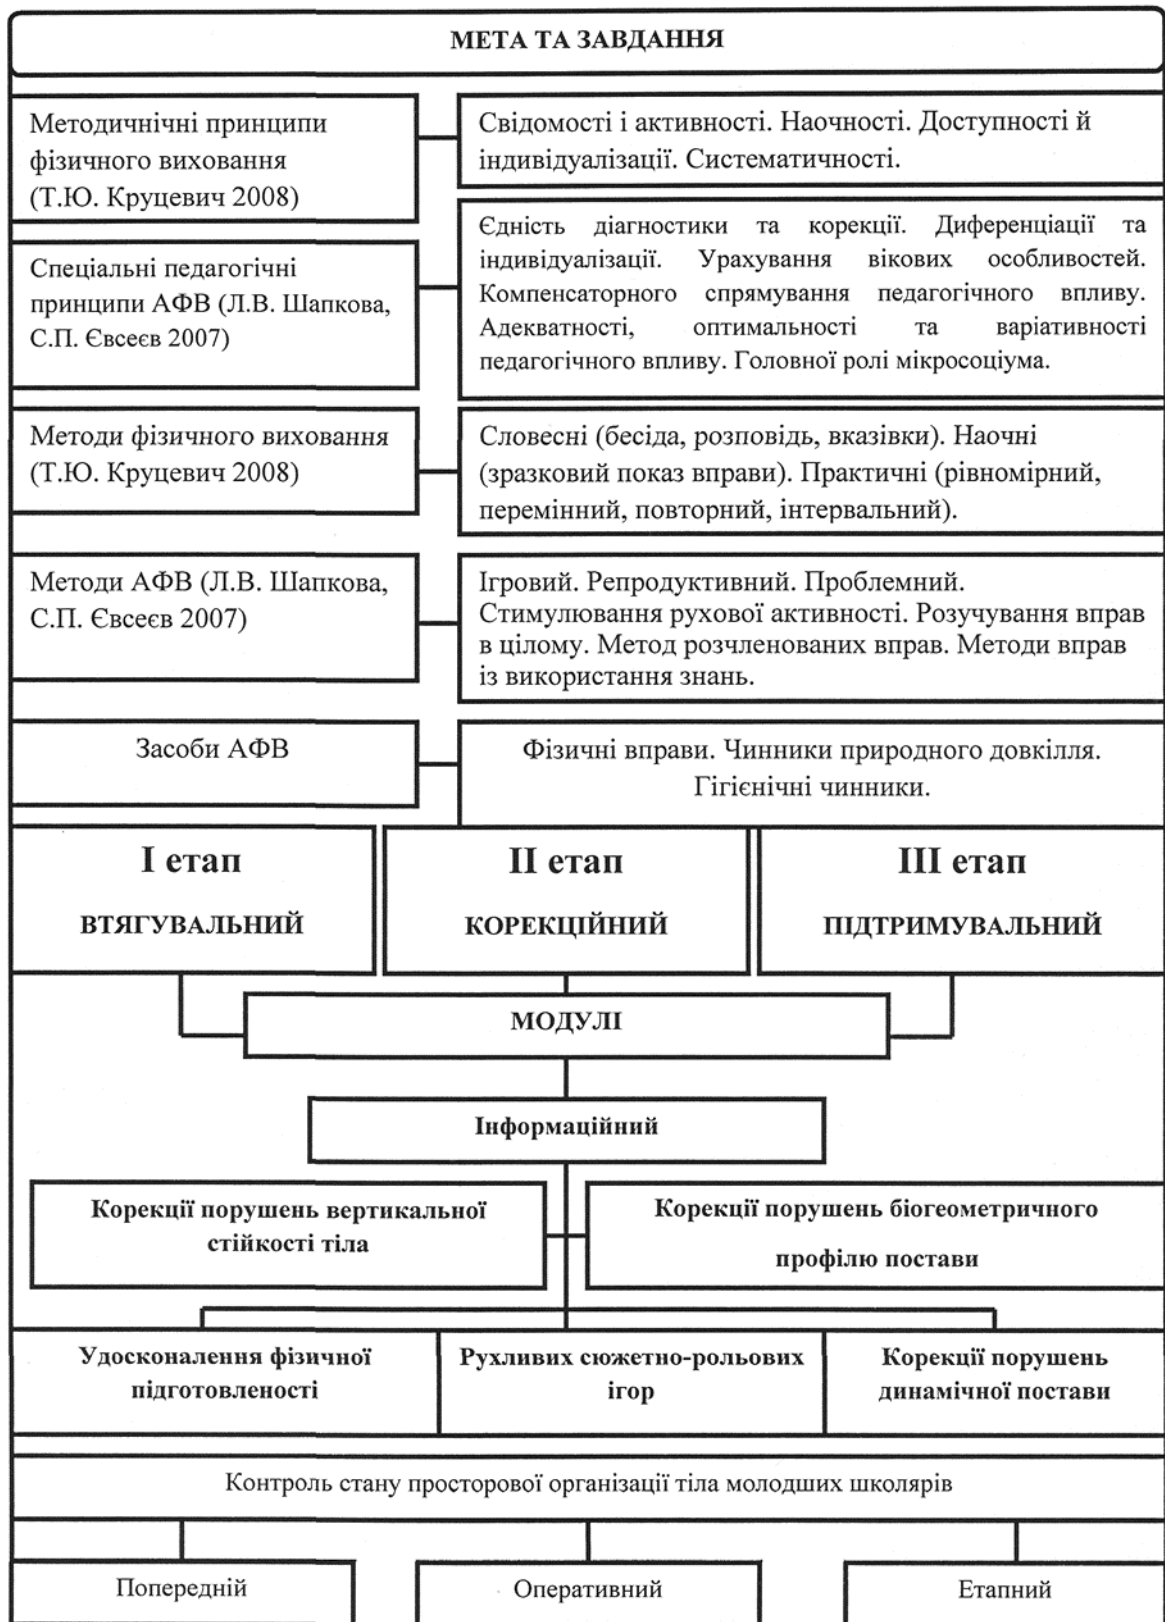 МЕТА ТА ЗАВДАННЯ
Методичнічні принципи
фізичного виховання
(Т.Ю. Круцевич 2008)
Свідомості і активності. Наочності. Доступності й
індивідуалізації. Систематичності.
Спеціальні педагогічні
принципи АФВ (Л.В. Шапкова,
С.П. Євсеєв 2007)
Єдність діагностики та корекції. Диференціації та
індивідуалізації. Урахування вікових особливостей.
Компенсаторного спрямування педагогічного впливу.
Адекватності, оптимальності та варіативності
педагогічного впливу. Головної ролі мікросоціума.
Методи фізичного виховання
(Т.Ю. Круцевич 2008)
Словесні (бесіда, розповідь, вказівки). Наочні
(зразковий показ вправи). Практичні (рівномірний,
перемінний, повторний, інтервальний).
Методи АФВ (Л.В. Шапкова,
С.П. Євсеєв 2007)
Ігровий. Репродуктивний. Проблемний.
Стимулювання рухової активності. Розучування вправ
в цілому. Метод розчленованих вправ. Методи вправ
із використання знань.
Засоби АФВ
Фізичні вправи. Чинники природного довкілля.
Гігієнічні чинники.
I етап
ВТЯГУВАЛЬНИЙ
II етап
КОРЕКЦІЙНИЙ
III етап
ПІДТРИМУВАЛЬНИЙ
МОДУЛІ
Інформаційний
Корекції порушень вертикальної
стійкості тіла
Корекції порушень біогеометричного
профілю постави
Удосконалення фізичної
підготовленості
Рухливих сюжетно-рольових
ігор
Корекції порушень
динамічної постави
Контроль стану просторової організації тіла молодших школярів
Попередній
Оперативний
Етапний